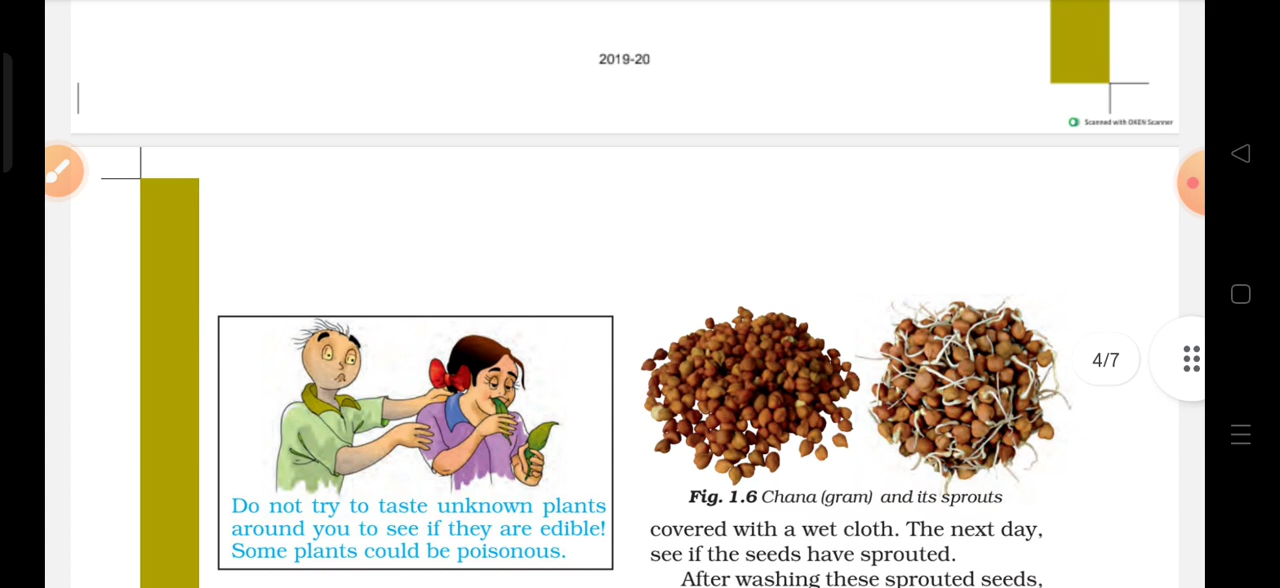 2019-20
Scanned with OKEN Scanner
4/7
Do not try to taste unknown plants
around you to see if they are edible!
Some plants could be poisonous.
Fig. 1.6 Chana (gram) and its sprouts
covered with a wet cloth. The next day,
see if the seeds have sprouted.
After washing these sprouted seeds,